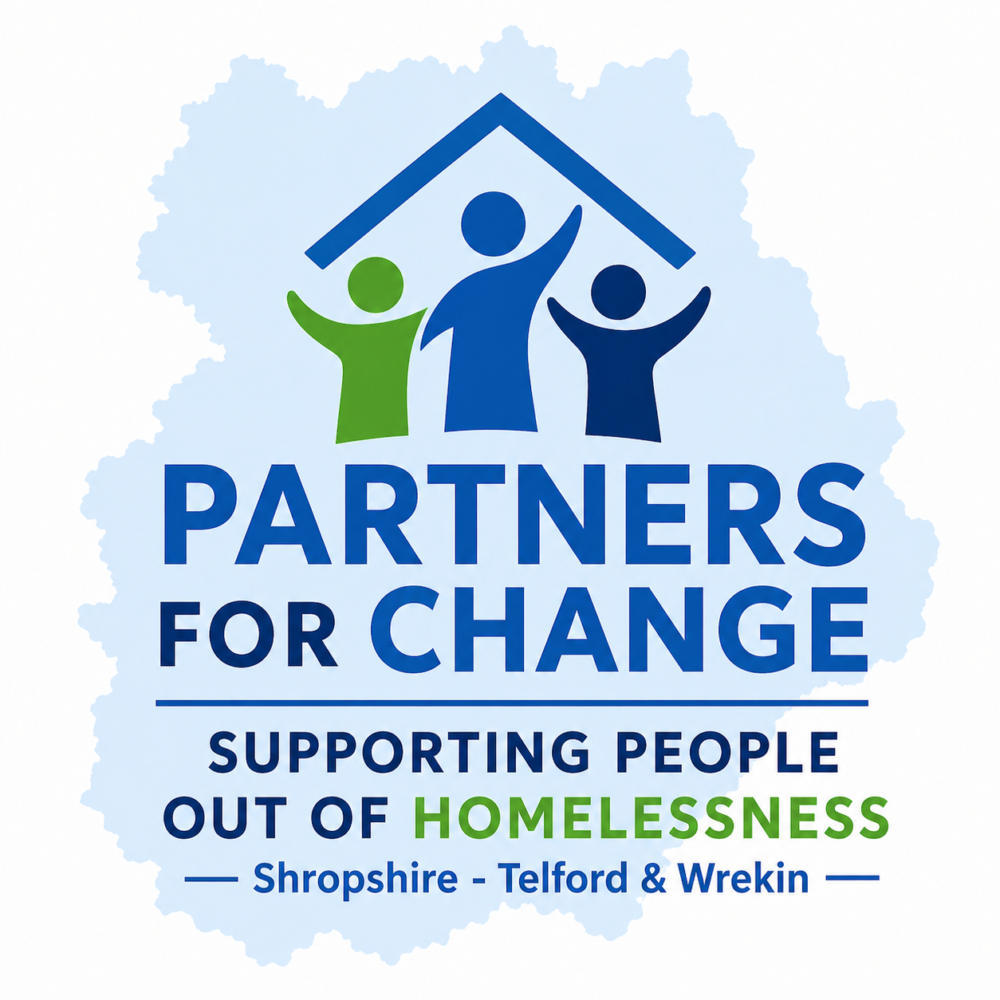 PARTNERS
FOR CHANGE
SUPPORTING PEOPLE
OUT OF HOMELESSNESS
— Shropshire - Telford & Wrekin —